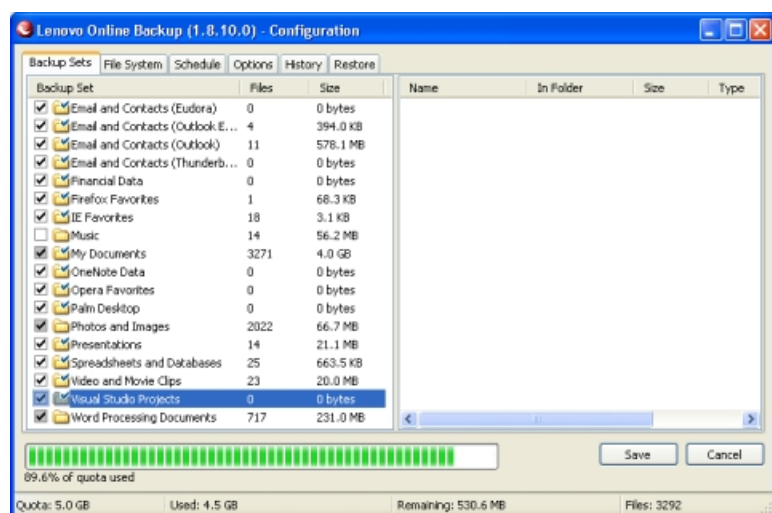 Lenovo Online Backup (1.8.10.0) - Configuration
Backup Sets File System Schedule Options History Restore
Backup Set Files Size Name In Folder Size Type
Email and Contacts (Eudora) 0 0 bytes
Email and Contacts (Outlook E... 4 394.0 KB
Email and Contacts (Outlook) 11 578.1 MB
Email and Contacts (Thunderb... 0 0 bytes
Financial Data 0 0 bytes
Firefox Favorites 1 68.3 KB
IE Favorites 18 3.1 KB
Music 14 56.2 MB
My Documents 3271 4.0 GB
OneNote Data 0 0 bytes
Opera Favorites 0 0 bytes
Palm Desktop 0 0 bytes
Photos and Images 2022 66.7 MB
Presentations 14 21.1 MB
Spreadsheets and Databases 25 663.5 KB
Video and Movie Clips 23 20.0 MB
Visual Studio Projects 0 0 bytes
Word Processing Documents 717 231.0 MB
Save Cancel
89.6% of quota used
Quota: 5.0 GB Used: 4.5 GB Remaining: 530.6 MB Files: 3292